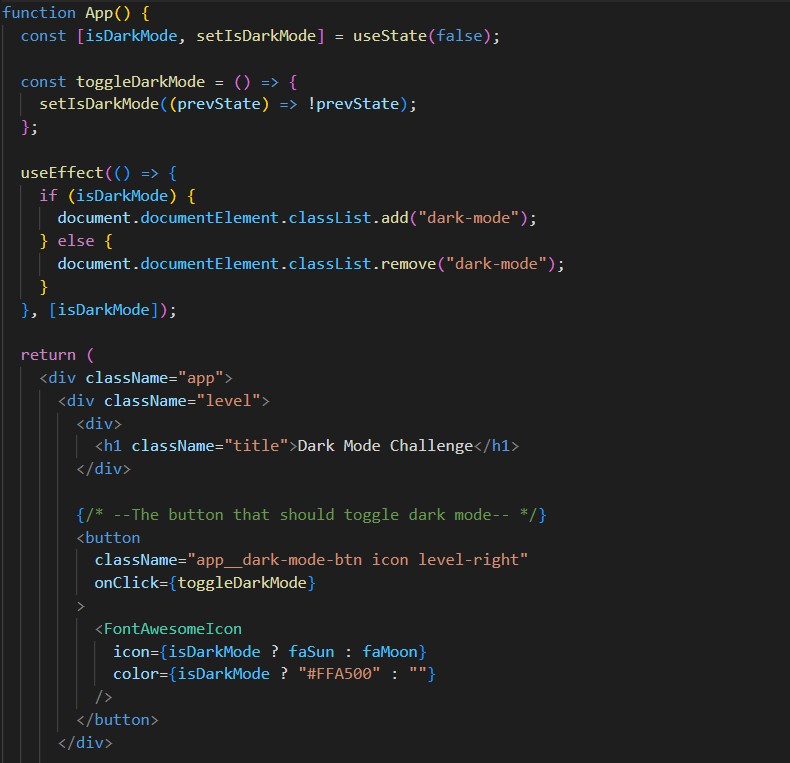 function App() {
  const [isDarkMode, setIsDarkMode] = useState(false);

  const toggleDarkMode = () => {
    setIsDarkMode((prevState) => !prevState);
  };

  useEffect(() => {
    if (isDarkMode) {
      document.documentElement.classList.add("dark-mode");
    } else {
      document.documentElement.classList.remove("dark-mode");
    }
  }, [isDarkMode]);

  return (
    <div className="app">
      <div className="level">
        <div>
          <h1 className="title">Dark Mode Challenge</h1>
        </div>

        {/* --The button that should toggle dark mode-- */}
        <button
          className="app__dark-mode-btn icon level-right"
          onClick={toggleDarkMode}
        >
          <FontAwesomeIcon
            icon={isDarkMode ? faSun : faMoon}
            color={isDarkMode ? "#FFA500" : ""}
          />
        </button>
      </div>